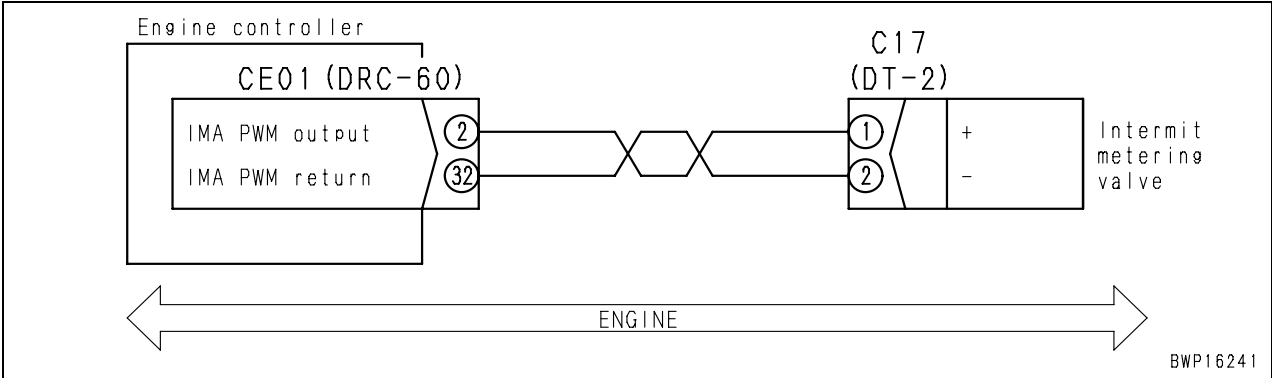 Engine controller
CE01 (DRC-60)
IMA PWM output
2
IMA PWM return
32
C17
(DT-2)
1
+
2
-
Intermit
metering
valve
ENGINE
BWP16241